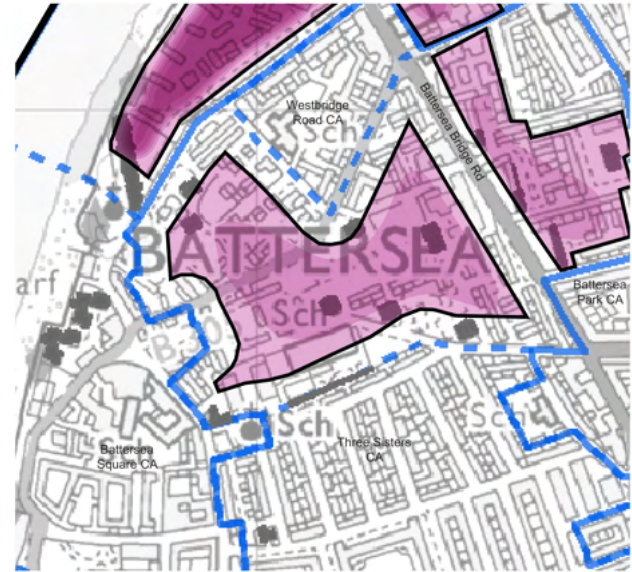 Westbridge
Road CA
Sch
Battersea Bridge Rd
BATTERSEA
arf
Battersea
Park CA
Sch
Sch
Sch
Three Sisters
CA
Battersea
Square CA